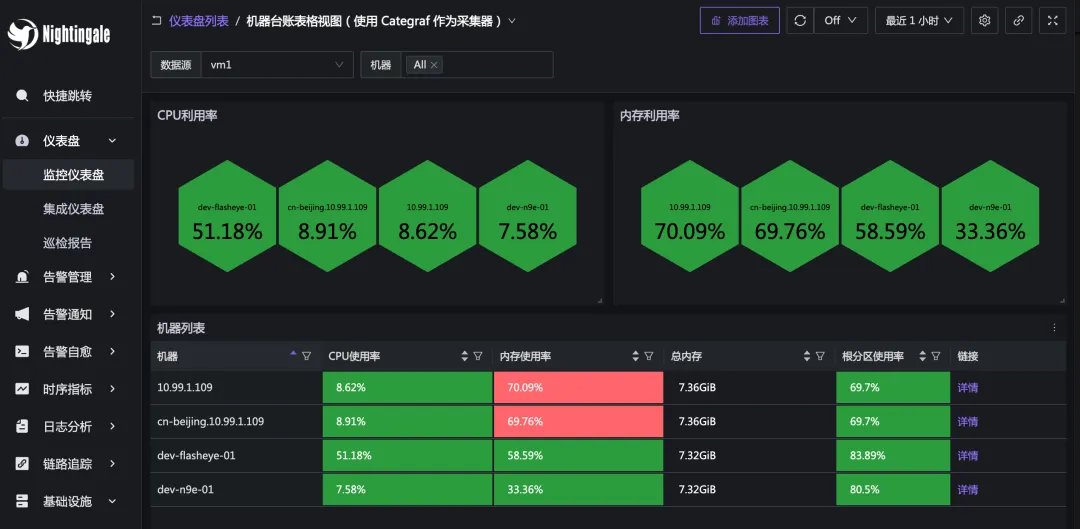 Nightingale
仪表盘列表 / 机器台账表格视图（使用 Categraf 作为采集器）
添加图表
Off
最近 1 小时
数据源 vm1
机器 All
快捷跳转
仪表盘
监控仪表盘
集成仪表盘
巡检报告
告警管理
告警通知
告警自愈
时序指标
日志分析
链路追踪
基础设施
CPU利用率
dev-flasheye-01
51.18%
cn-beijing.10.99.1.109
8.91%
10.99.1.109
8.62%
dev-n9e-01
7.58%
内存利用率
10.99.1.109
70.09%
cn-beijing.10.99.1.109
69.76%
dev-flasheye-01
58.59%
dev-n9e-01
33.36%
机器列表
机器 CPU使用率 内存使用率 总内存 根分区使用率 链接
10.99.1.109 8.62% 70.09% 7.36GiB 69.7% 详情
cn-beijing.10.99.1.109 8.91% 69.76% 7.36GiB 69.7% 详情
dev-flasheye-01 51.18% 58.59% 7.32GiB 83.89% 详情
dev-n9e-01 7.58% 33.36% 7.32GiB 80.5% 详情